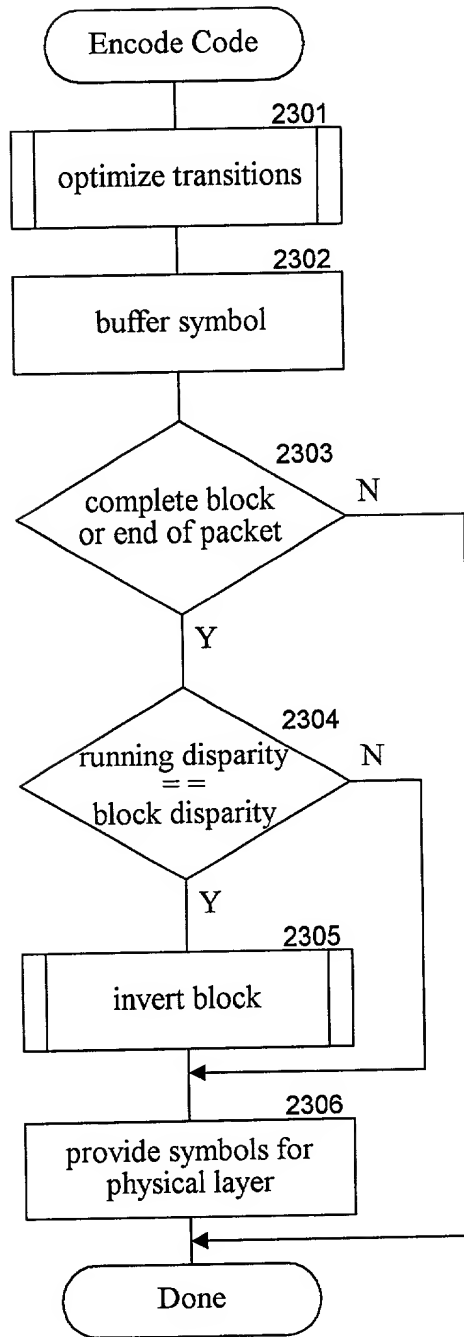 Encode Code
2301
optimize transitions
2302
buffer symbol
2303
complete block
or end of packet
N
Y
2304
running disparity
==
block disparity
N
Y
2305
invert block
2306
provide symbols for
physical layer
Done